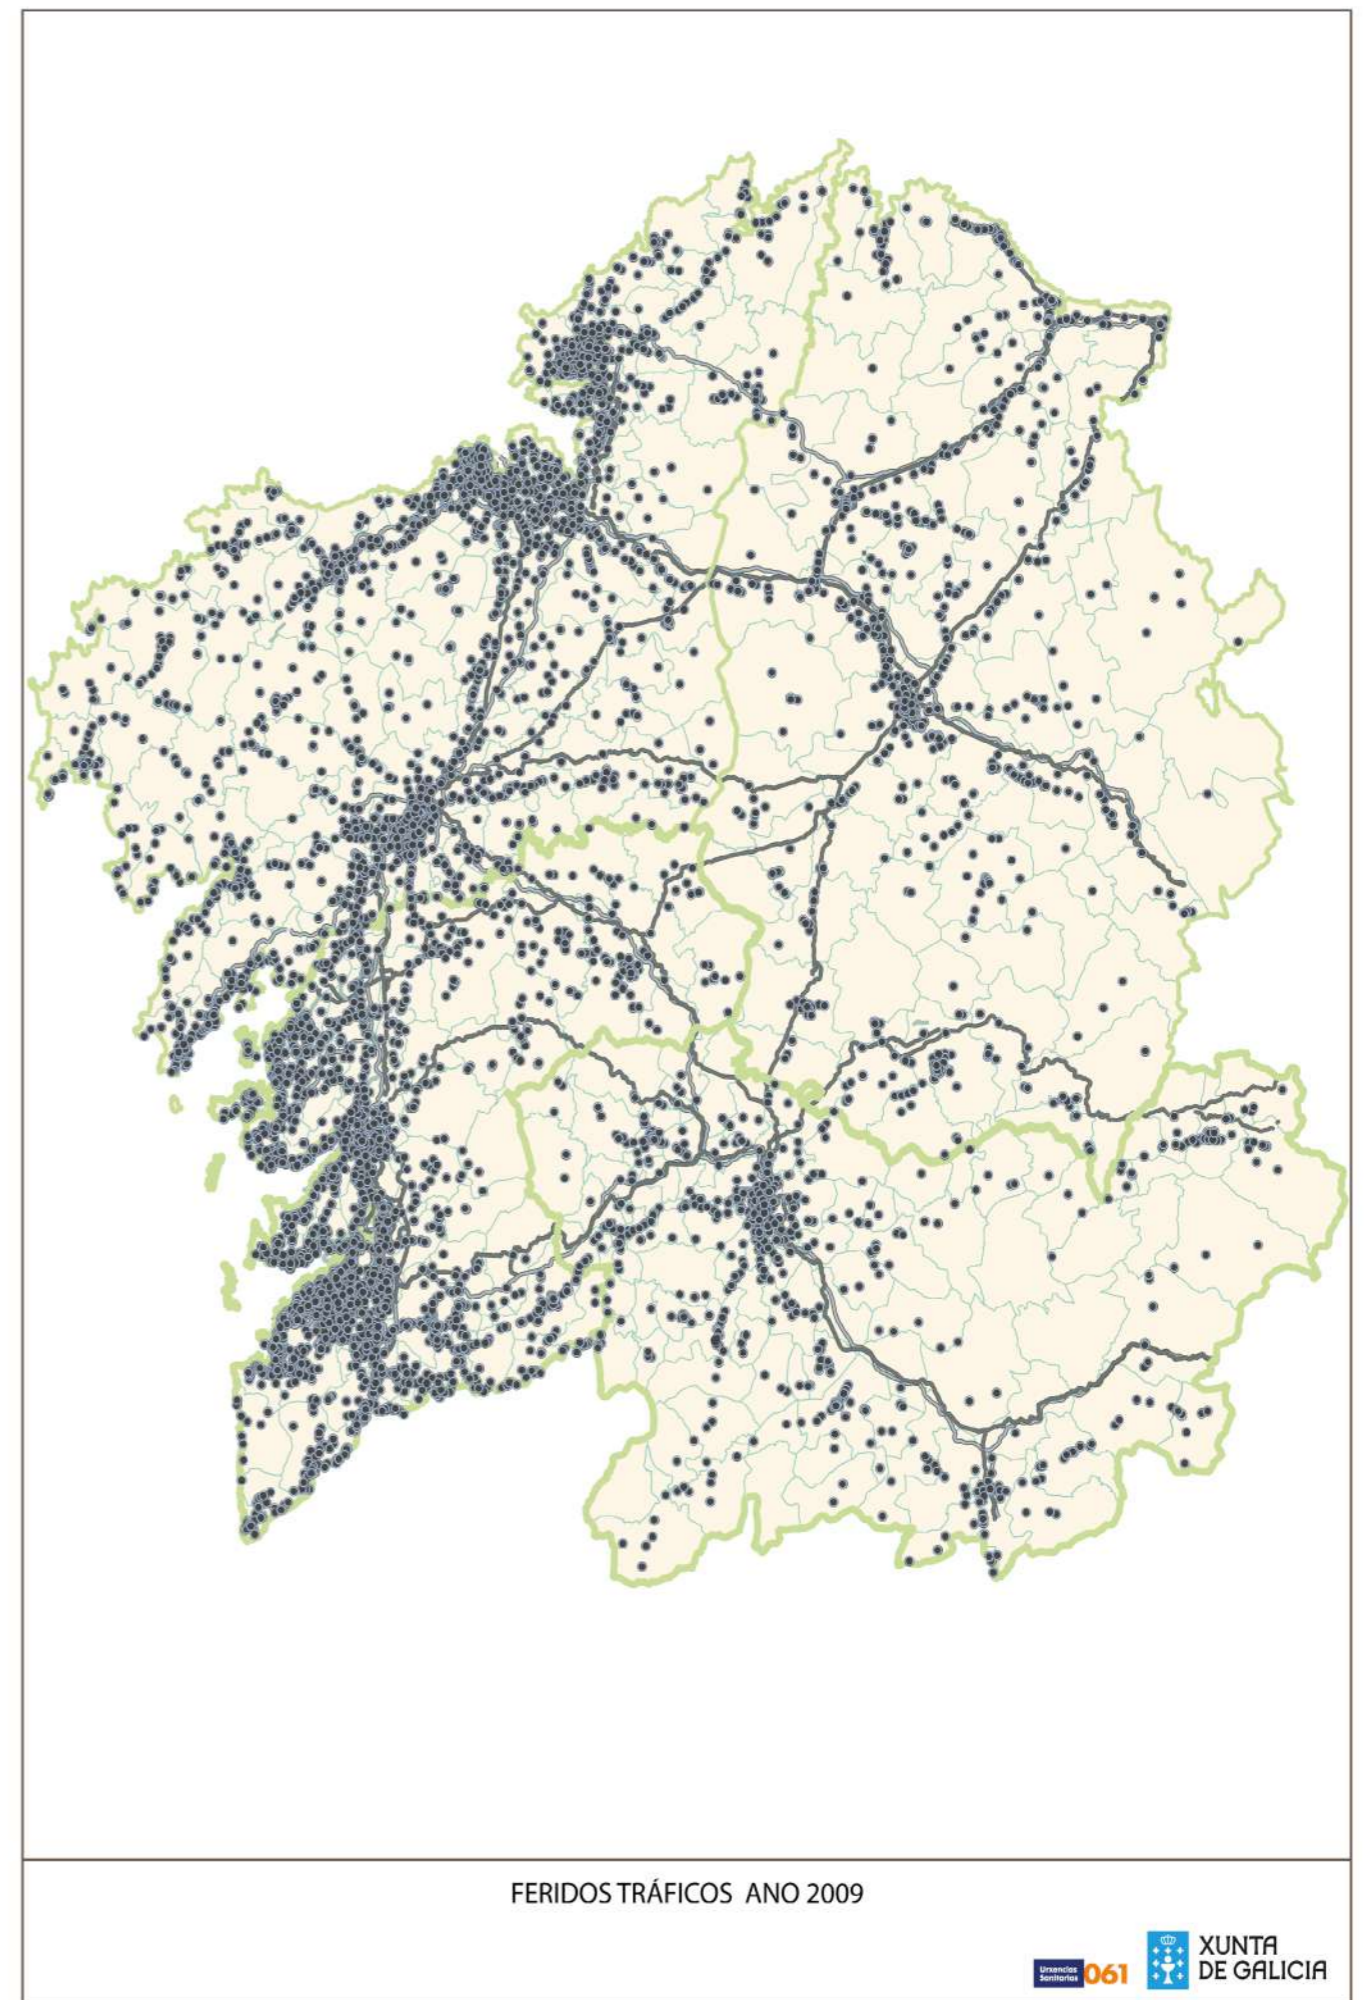 FERIDOS TRÁFICOS ANO 2009
Urxencias
Sanitarias
061
XUNTA
DE GALICIA